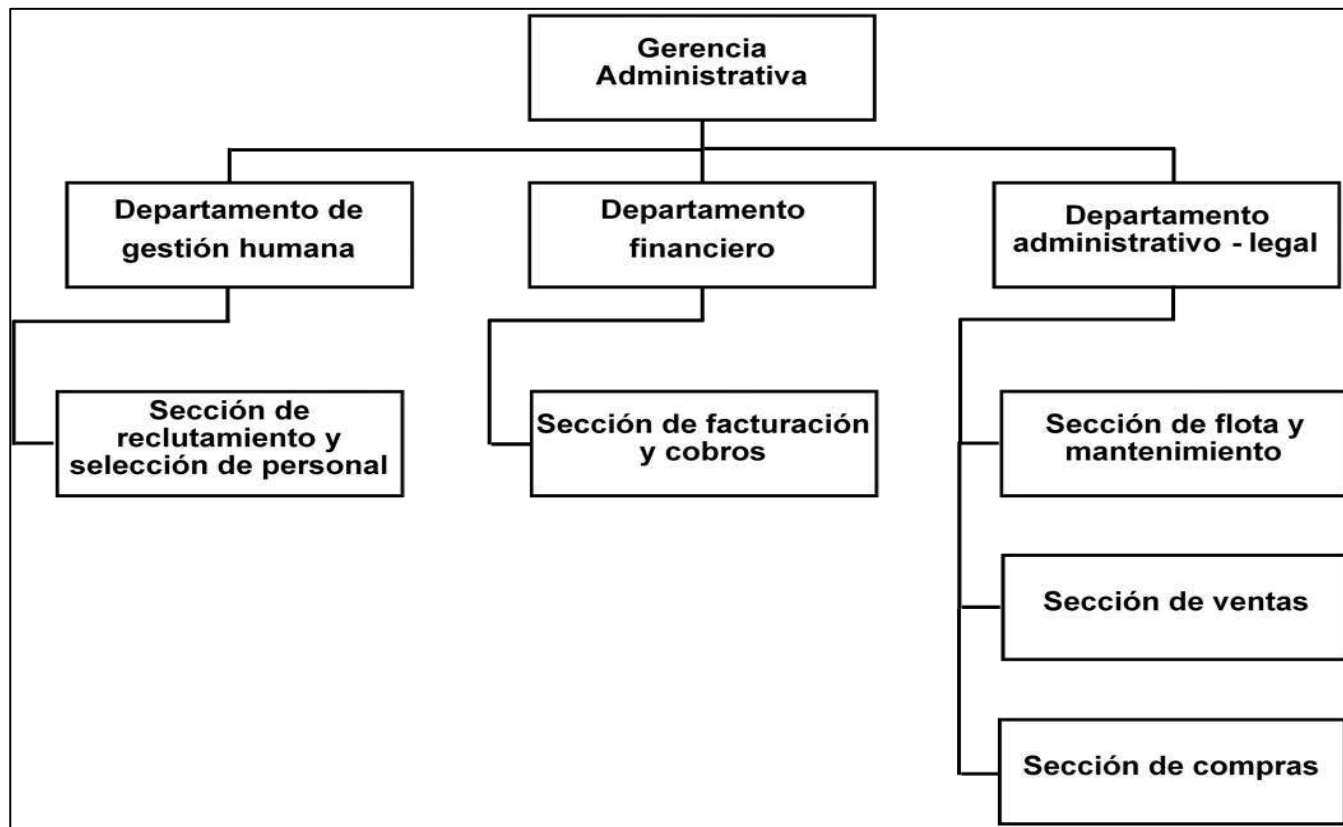 Gerencia
Administrativa
Departamento de
gestión humana
Departamento
financiero
Departamento
administrativo - legal
Sección de
reclutamiento y
selección de personal
Sección de facturación
y cobros
Sección de flota y
mantenimiento
Sección de ventas
Sección de compras